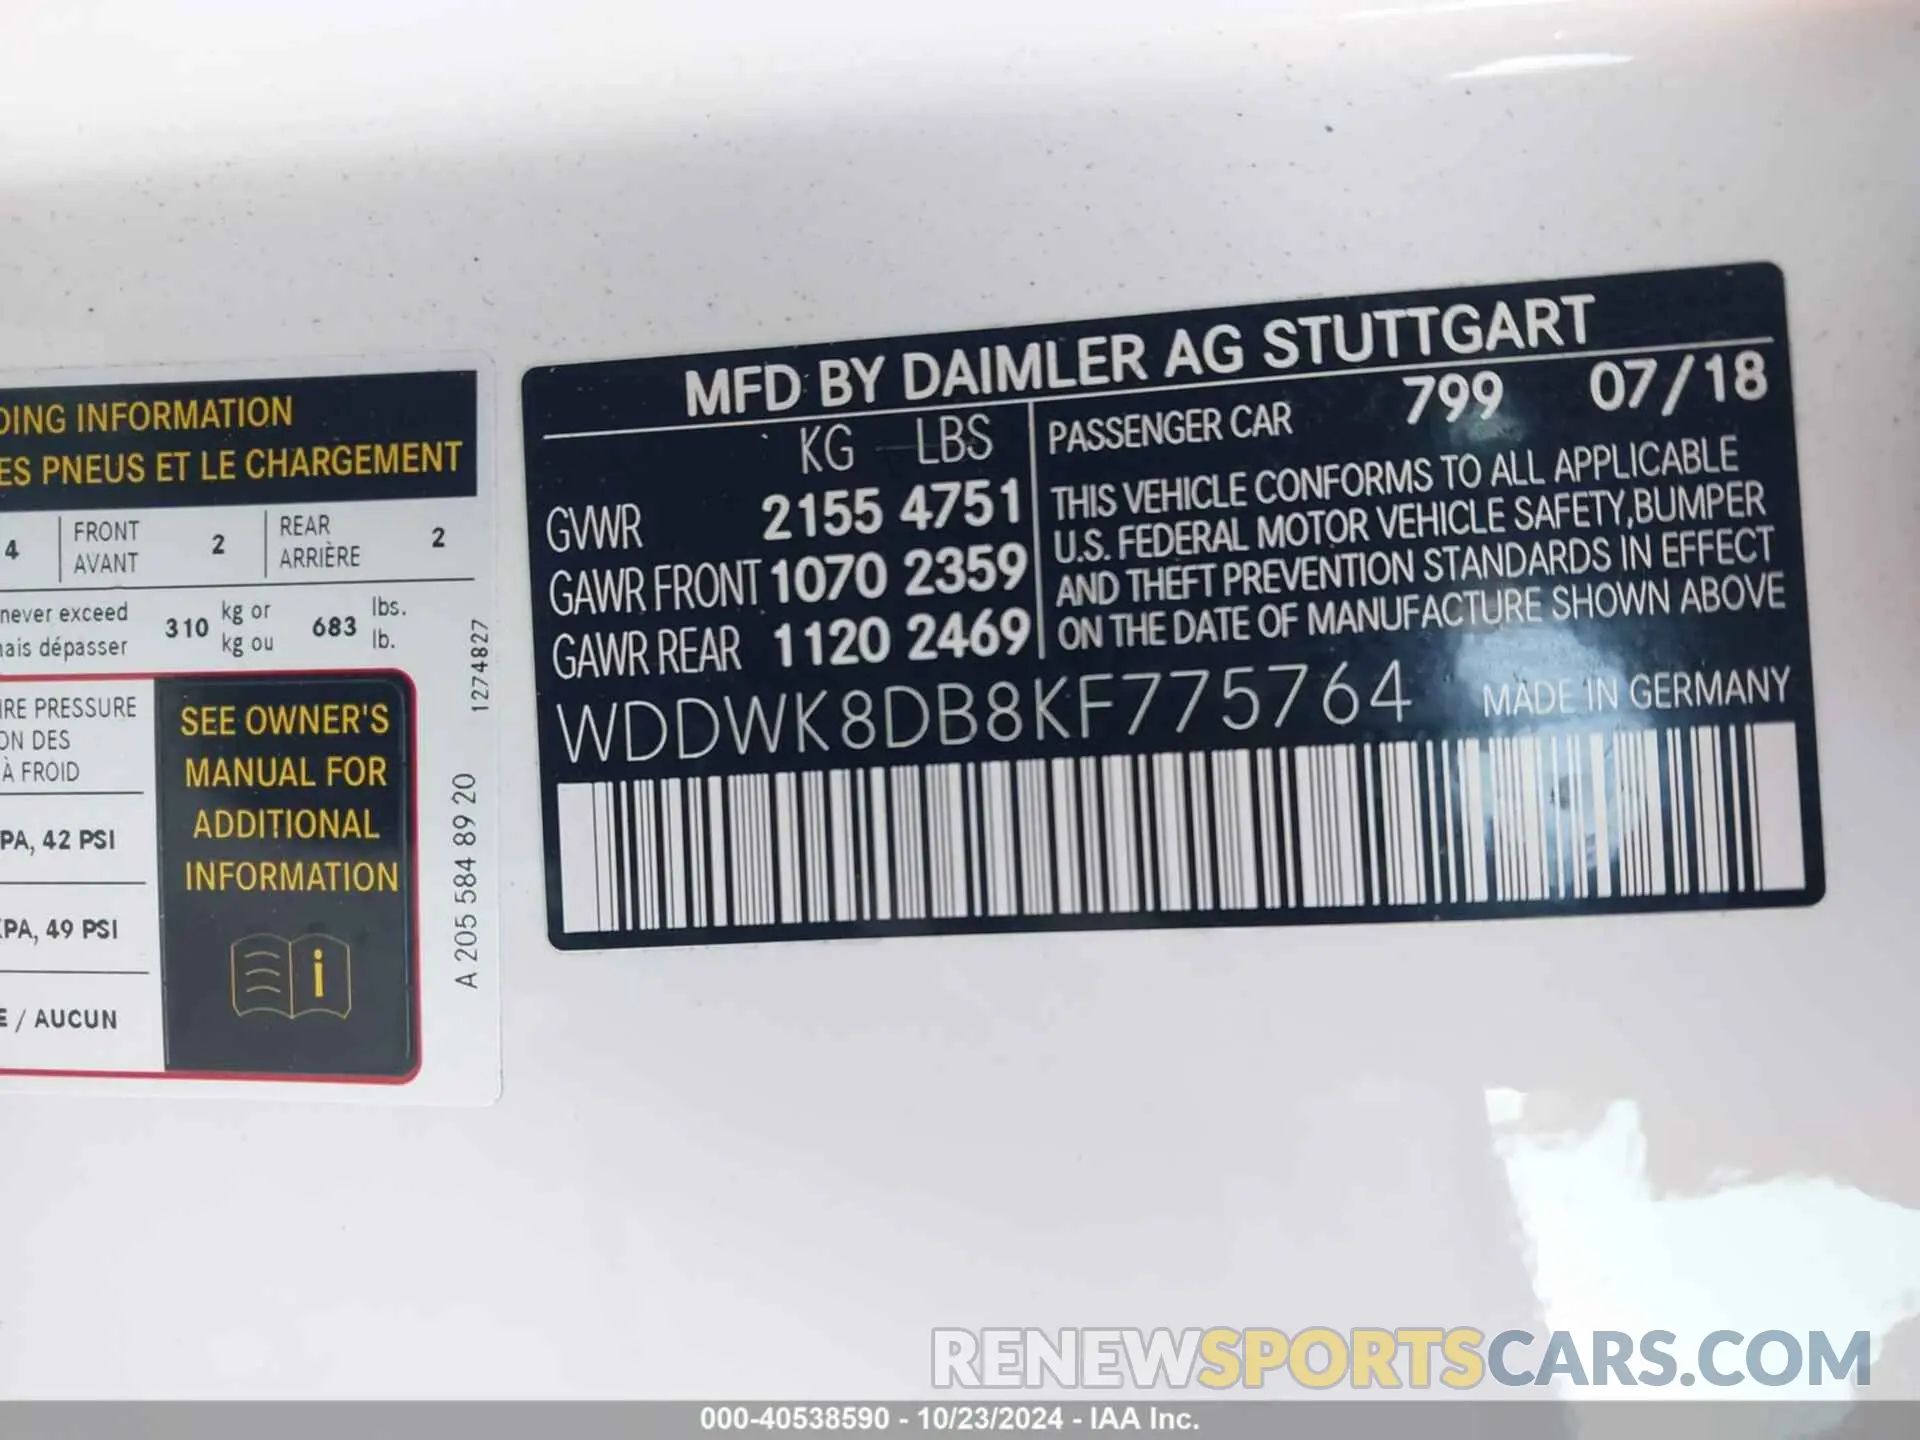 DING INFORMATION
ES PNEUS ET LE CHARGEMENT
4 FRONT 2 REAR 2
AVANT ARRIÈRE
never exceed 310 kg or 683 lbs.
dépasser kg ou lb.
1274827
PRESSURE
DES
À FROID
PA, 42 PSI
PA, 49 PSI
/ AUCUN
SEE OWNER'S
MANUAL FOR
ADDITIONAL
INFORMATION
i
A 205 584 89 20
MFD BY DAIMLER AG STUTTGART
KG LBS
GVWR 2155 4751
GAWR FRONT 1070 2359
GAWR REAR 1120 2469
PASSENGER CAR 799 07/18
THIS VEHICLE CONFORMS TO ALL APPLICABLE
U.S. FEDERAL MOTOR VEHICLE SAFETY,BUMPER
AND THEFT PREVENTION STANDARDS IN EFFECT
ON THE DATE OF MANUFACTURE SHOWN ABOVE
WDDWK8DB8KF775764 MADE IN GERMANY
RENEWSPORTSCARS.COM
000-40538590 - 10/23/2024 - IAA Inc.